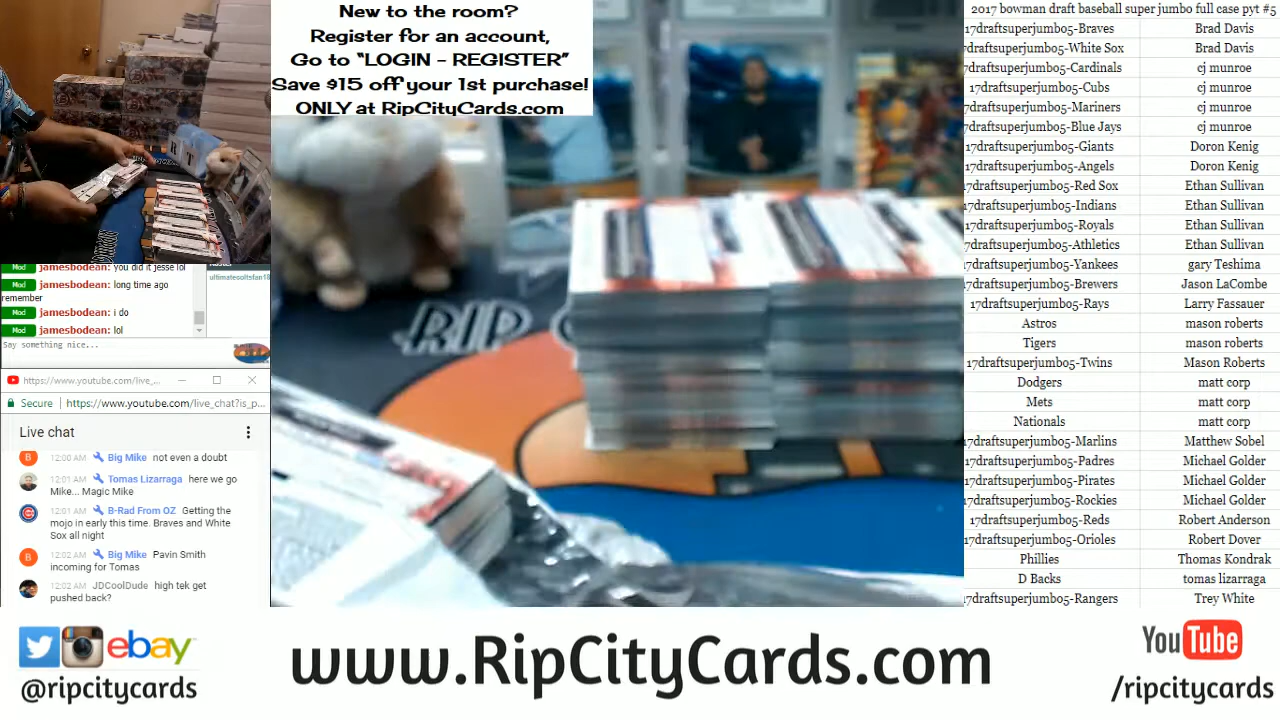 New to the room?
Register for an account,
Go to "LOGIN - REGISTER"
Save $15 off your 1st purchase!
ONLY at RipCityCards.com
2017 bowman draft baseball super jumbo full case pyt #5
17draftsuperjumbo5-Braves Brad Davis
17draftsuperjumbo5-White Sox Brad Davis
17draftsuperjumbo5-Cardinals cj munroe
17draftsuperjumbo5-Cubs cj munroe
17draftsuperjumbo5-Mariners cj munroe
17draftsuperjumbo5-Blue Jays cj munroe
17draftsuperjumbo5-Giants Doron Kenig
17draftsuperjumbo5-Angels Doron Kenig
17draftsuperjumbo5-Red Sox Ethan Sullivan
17draftsuperjumbo5-Indians Ethan Sullivan
17draftsuperjumbo5-Royals Ethan Sullivan
17draftsuperjumbo5-Athletics Ethan Sullivan
17draftsuperjumbo5-Yankees gary Teshima
17draftsuperjumbo5-Brewers Jason LaCombe
17draftsuperjumbo5-Rays Larry Fassauer
Astros mason roberts
Tigers mason roberts
17draftsuperjumbo5-Twins Mason Roberts
Dodgers matt corp
Mets matt corp
Nationals matt corp
17draftsuperjumbo5-Marlins Matthew Sobel
17draftsuperjumbo5-Padres Michael Golder
17draftsuperjumbo5-Pirates Michael Golder
17draftsuperjumbo5-Rockies Michael Golder
17draftsuperjumbo5-Reds Robert Anderson
17draftsuperjumbo5-Orioles Robert Dover
Phillies Thomas Kondrak
D Backs tomas lizarraga
17draftsuperjumbo5-Rangers Trey White
Mod jamesbodean: you did it jesse lol
Mod jamesbodean: long time ago
remember
Mod jamesbodean: i do
Mod jamesbodean: lol
Say something nice...
https://www.youtube.com/live_...
Secure https://www.youtube.com/live_chat?is_p...
Live chat
B 12:00 AM Big Mike not even a doubt
12:01 AM Tomas Lizarraga here we go
Mike... Magic Mike
12:01 AM B-Rad From OZ Getting the
mojo in early this time. Braves and White
Sox all night
B 12:02 AM Big Mike Pavin Smith
incoming for Tomas
12:02 AM JDCoolDude high tek get
pushed back?
RIP
ebay
@ripcitycards
www.RipCityCards.com
YouTube
/ripcitycards